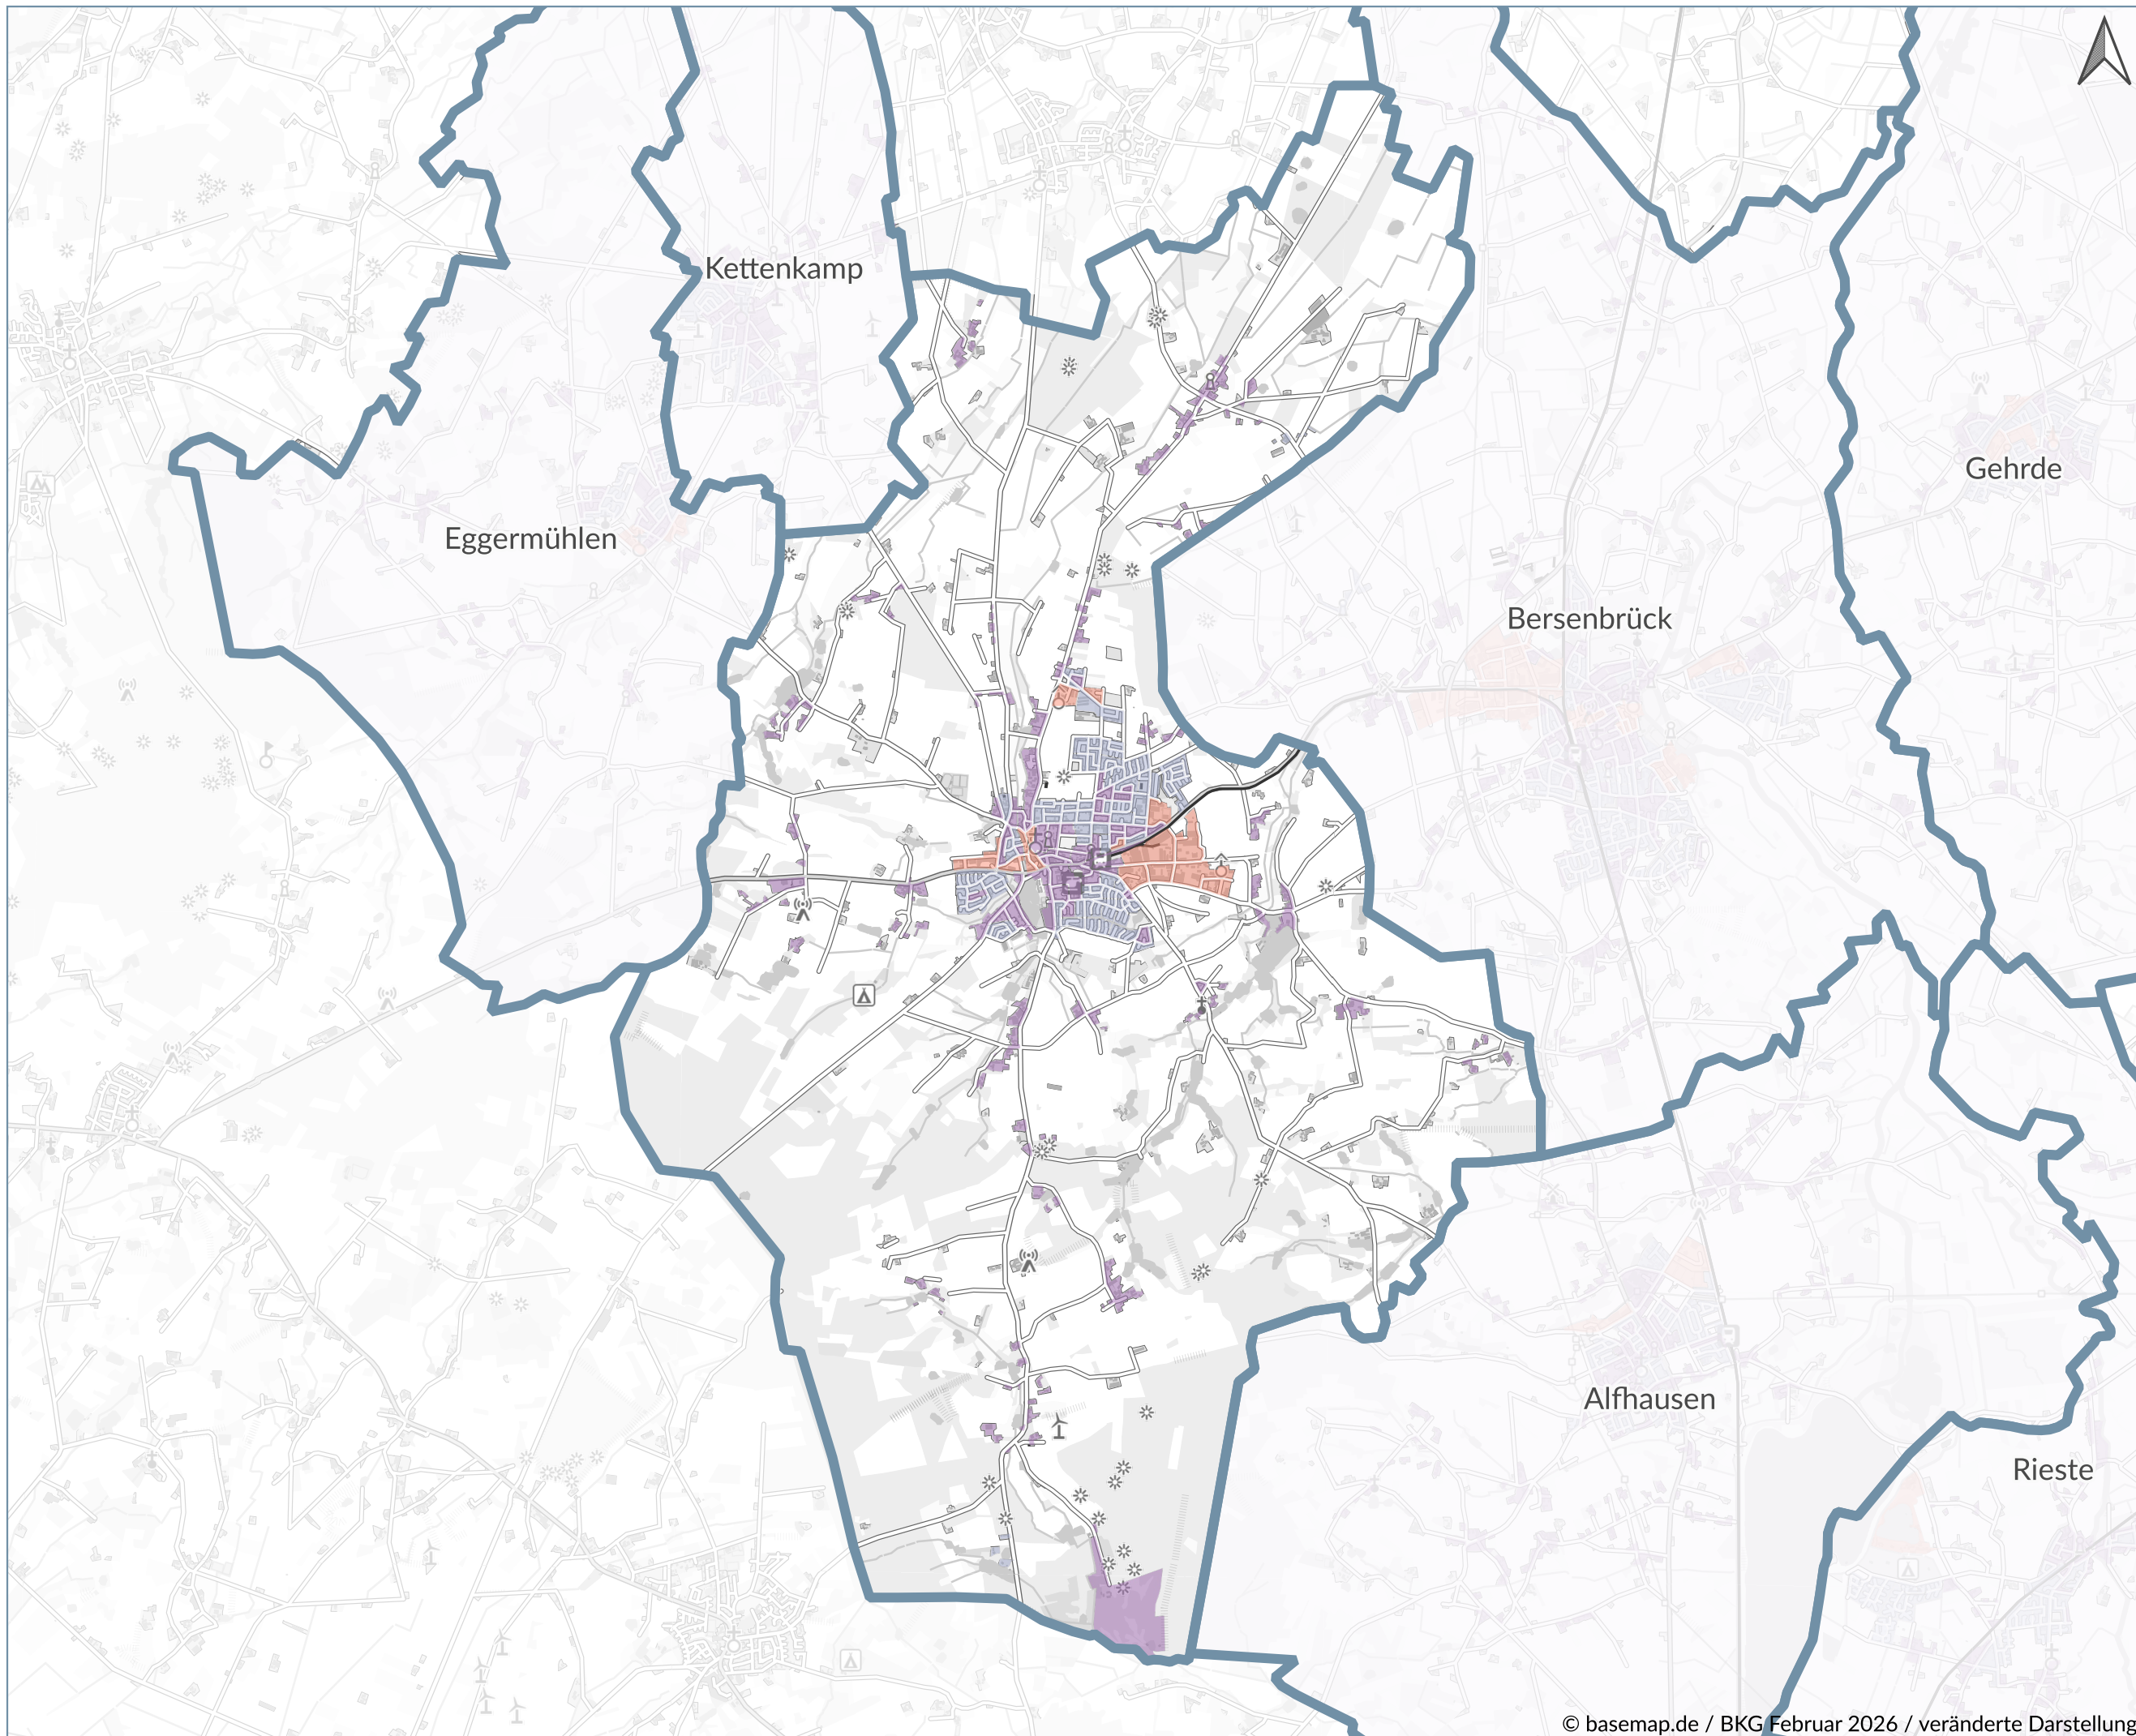 Kettenkamp
Gehrde
Eggermühlen
Bersenbrück
Alfhausen
Rieste
© basemap.de / BKG Februar 2026 / veränderte Darstellung